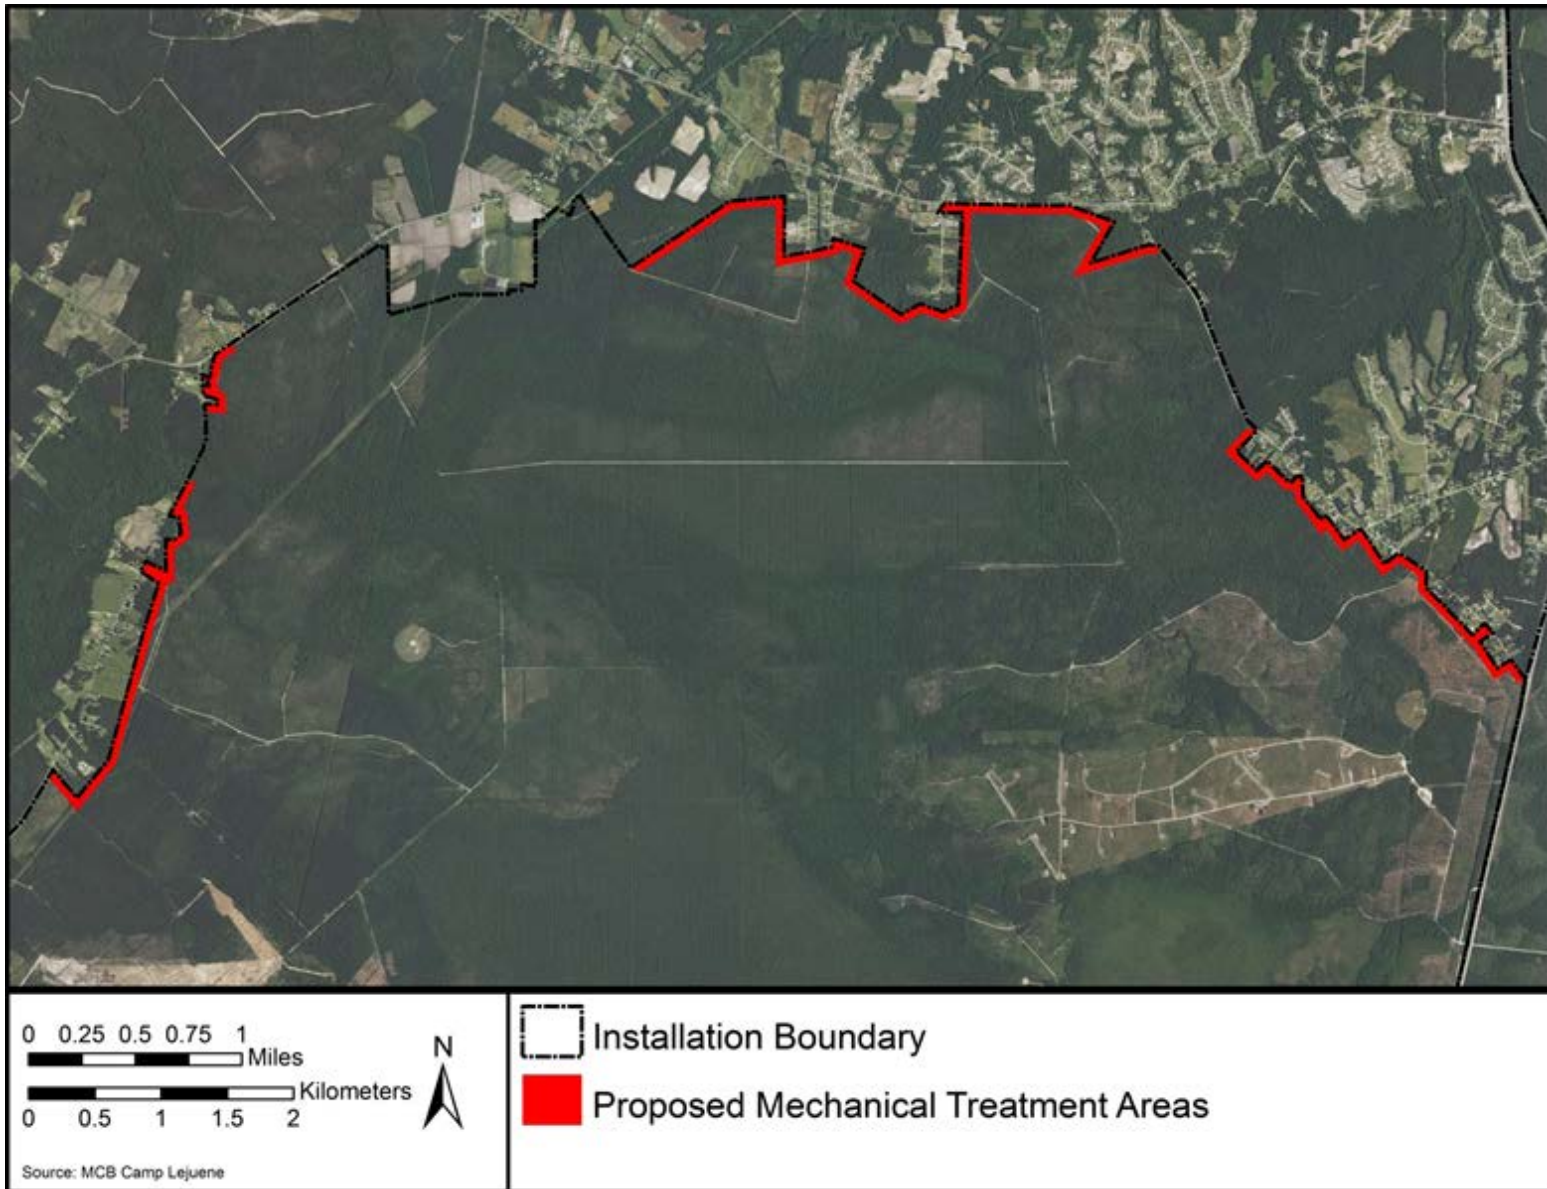 0 0.25 0.5 0.75 1
Miles
Kilometers
0 0.5 1 1.5 2
N
Source: MCB Camp Lejuene
Installation Boundary
Proposed Mechanical Treatment Areas